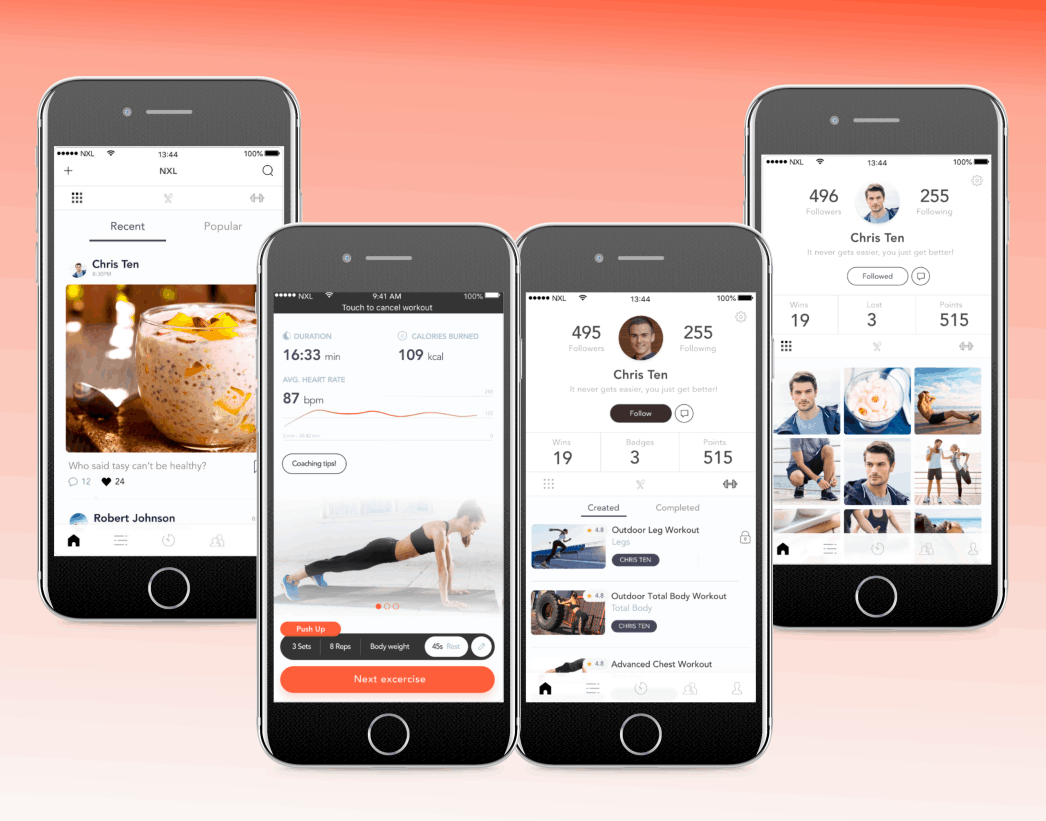 NXL 13:44 100%
+ NXL
Recent Popular
Chris Ten
8:30PM
Who said tasy can't be healthy?
12 24
Robert Johnson
NXL 9:41 AM 100%
Touch to cancel workout
DURATION CALORIES BURNED
16:33 min 109 kcal
AVG. HEART RATE
87 bpm
Coaching tips!
Push Up
3 Sets 8 Reps Body weight 45s Rest
Next excercise
NXL 13:44 100%
495 255
Followers Following
Chris Ten
It never gets easier, you just get better!
Follow
Wins Badges Points
19 3 515
Created Completed
4.8 Outdoor Leg Workout
Legs
CHRIS TEN
4.8 Outdoor Total Body Workout
Total Body
CHRIS TEN
4.8 Advanced Chest Workout
NXL 13:44 100%
496 255
Followers Following
Chris Ten
It never gets easier, you just get better!
Followed
Wins Lost Points
19 3 515